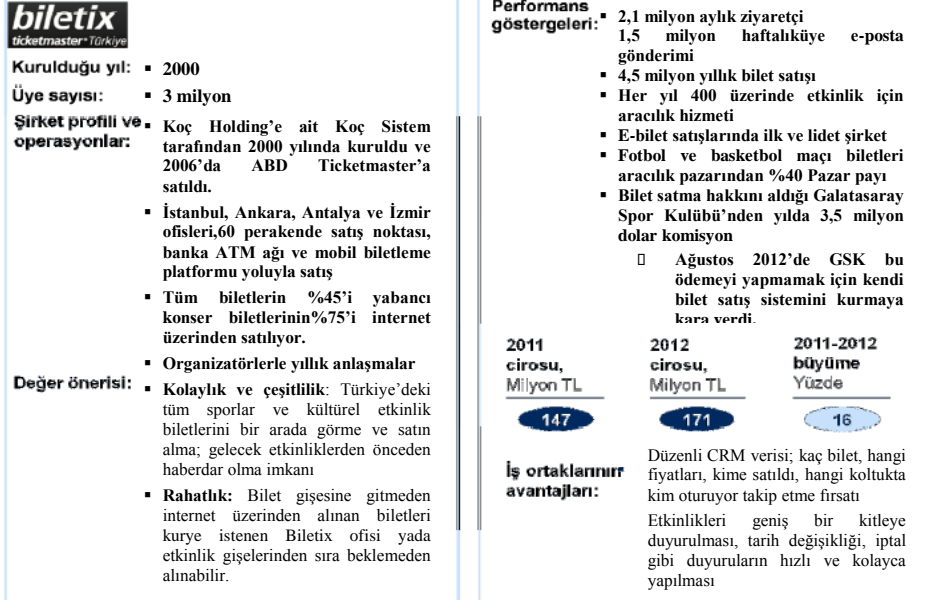 biletix
ticketmaster Türkiye
Kurulduğu yıl:
▪ 2000
Üye sayısı:
▪ 3 milyon
Şirket profili ve
operasyonlar:
▪ Koç Holding’e ait Koç Sistem
tarafından 2000 yılında kuruldu ve
2006’da ABD Ticketmaster’a
satıldı.
▪ İstanbul, Ankara, Antalya ve İzmir
ofisleri,60 perakende satış noktası,
banka ATM ağı ve mobil biletleme
platformu yoluyla satış
▪ Tüm biletlerin %45’i yabancı
konser biletlerinin%75’i internet
üzerinden satılıyor.
▪ Organizatörlerle yıllık anlaşmalar
Değer önerisi:
▪ Kolaylık ve çeşitlilik: Türkiye’deki
tüm sporlar ve kültürel etkinlik
biletlerini bir arada görme ve satın
alma; gelecek etkinliklerden önceden
haberdar olma imkanı
▪ Rahatlık: Bilet gişesine gitmeden
internet üzerinden alınan biletleri
kurye istenen Biletix ofisi yada
etkinlik gişelerinden sıra beklemeden
alınabilir.
Performans
göstergeleri:
▪ 2,1 milyon aylık ziyaretçi
1,5 milyon haftalıküye e-posta
gönderimi
▪ 4,5 milyon yıllık bilet satışı
▪ Her yıl 400 üzerinde etkinlik için
aracılık hizmeti
▪ E-bilet satışlarında ilk ve lidet şirket
▪ Fotbol ve basketbol maçı biletleri
aracılık pazarından %40 Pazar payı
▪ Bilet satma hakkını aldığı Galatasaray
Spor Kulübü’nden yılda 3,5 milyon
dolar komisyon
Ağustos 2012’de GSK bu
ödemeyi yapmamak için kendi
bilet satış sistemini kurmaya
kara verdi.
2011
cirosu,
Milyon TL
147
2012
cirosu,
Milyon TL
171
2011-2012
büyüme
Yüzde
16
İş ortaklarının
avantajları:
Düzenli CRM verisi; kaç bilet, hangi
fiyatları, kime satıldı, hangi koltukta
kim oturuyor takip etme fırsatı
Etkinlikleri geniş bir kitleye
duyurulması, tarih değişikliği, iptal
gibi duyuruların hızlı ve kolayca
yapılması